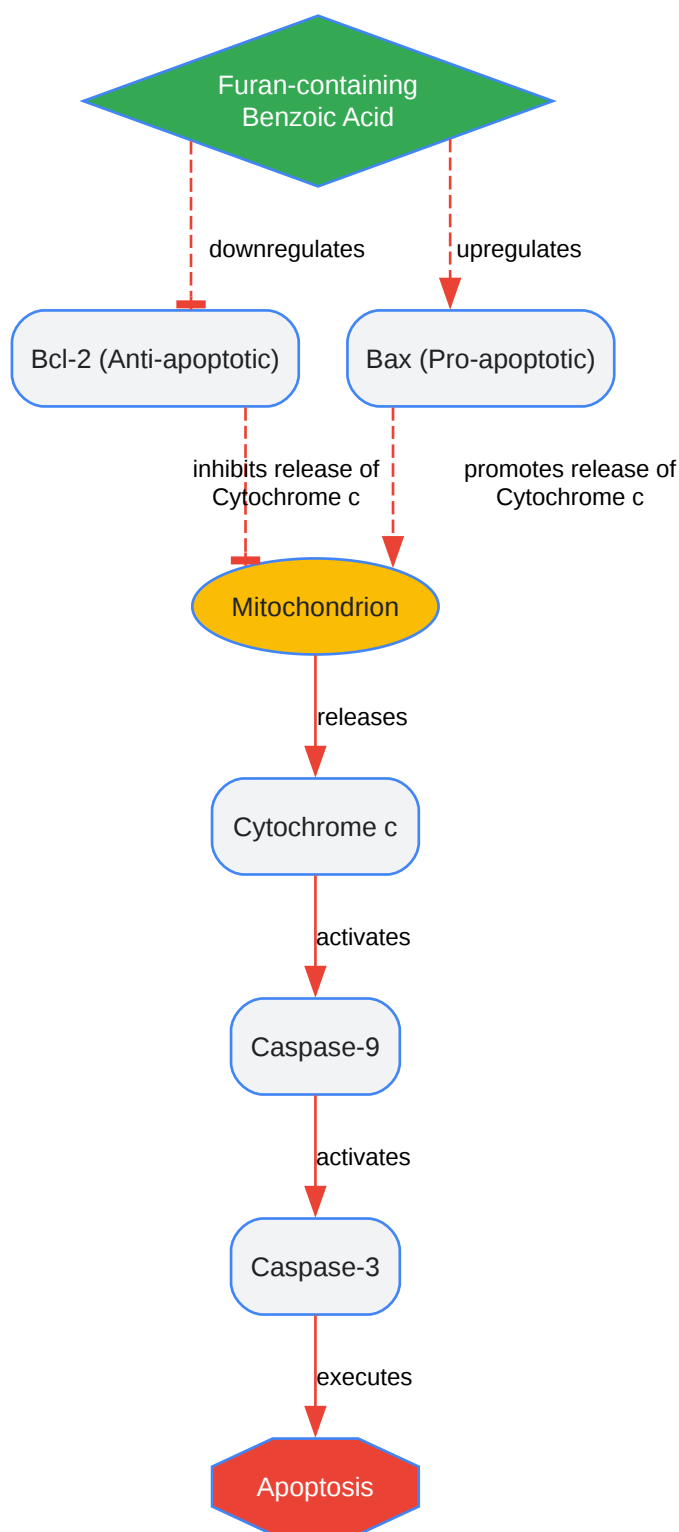 Furan-containing
Benzoic Acid
downregulates
upregulates
Bcl-2 (Anti-apoptotic)
Bax (Pro-apoptotic)
inhibits release of
Cytochrome c
promotes release of
Cytochrome c
Mitochondrion
releases
Cytochrome c
activates
Caspase-9
activates
Caspase-3
executes
Apoptosis